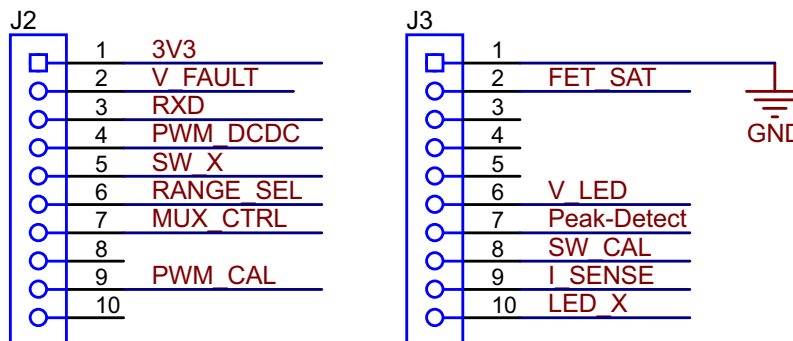 J2
1 3V3
2 V_FAULT
3 RXD
4 PWM_DCDC
5 SW_X
6 RANGE_SEL
7 MUX_CTRL
8
9 PWM_CAL
10
J3
1
2 FET_SAT
3
4
5
6 V_LED
7 Peak-Detect
8 SW_CAL
9 I_SENSE
10 LED_X
GND